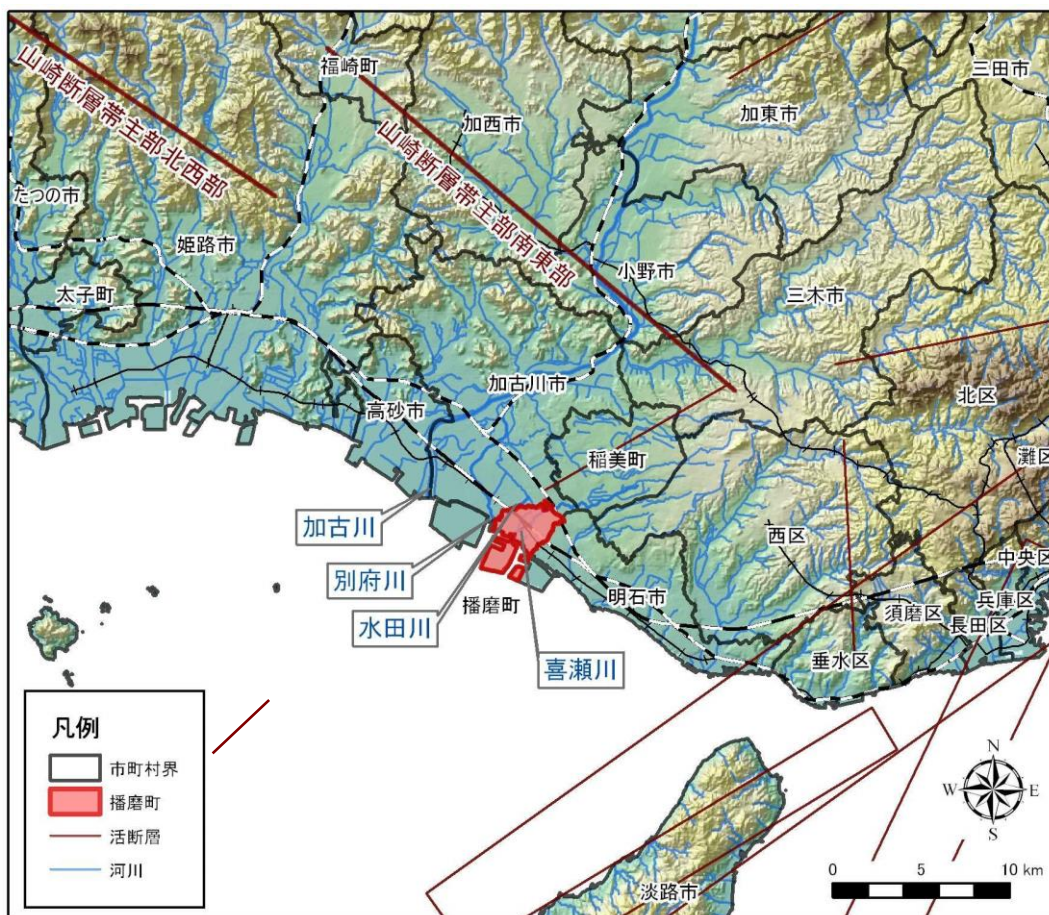 福崎町
三田市
加東市
加西市
山崎断層帯主部北西部
山崎断層帯主部南東部
たつの市
姫路市
小野市
太子町
三木市
加古川市
北区
高砂市
稲美町
灘区
加古川
西区
中央区
別府川
兵庫区
播磨町
明石市
須磨区
長田区
水田川
垂水区
喜瀬川
凡例
市町村界
播磨町
活断層
河川
N
W
E
S
0 5 10 km
淡路市